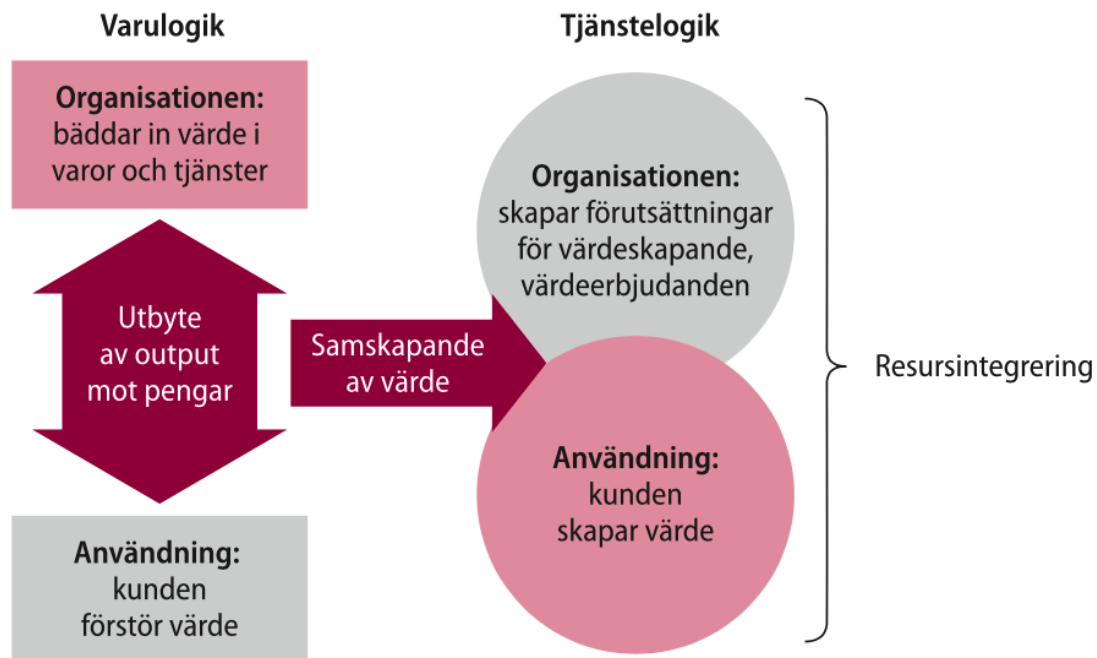 Varulogik
Organisationen:
bäddar in värde i
varor och tjänster
Utbyte
av output
mot pengar
Användning:
kunden
förstör värde
Samskapande
av värde
Tjänstelogik
Organisationen:
skapar förutsättningar
för värdeskapande,
värdeerbjudanden
Användning:
kunden
skapar värde
Resursintegrering